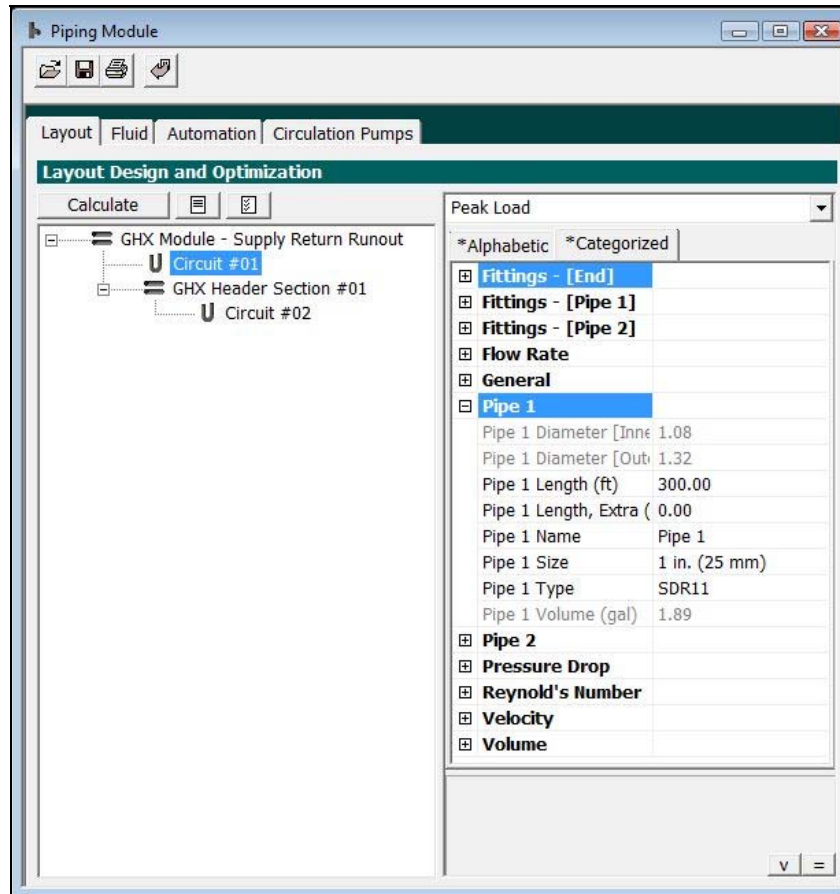 Piping Module
Layout Fluid Automation Circulation Pumps
Layout Design and Optimization
Calculate
GHX Module - Supply Return Runout
Circuit #01
GHX Header Section #01
Circuit #02
Peak Load
*Alphabetic *Categorized
Fittings - [End]
Fittings - [Pipe 1]
Fittings - [Pipe 2]
Flow Rate
General
Pipe 1
Pipe 1 Diameter [Inne 1.08
Pipe 1 Diameter [Out 1.32
Pipe 1 Length (ft) 300.00
Pipe 1 Length, Extra ( 0.00
Pipe 1 Name Pipe 1
Pipe 1 Size 1 in. (25 mm)
Pipe 1 Type SDR11
Pipe 1 Volume (gal) 1.89
Pipe 2
Pressure Drop
Reynold's Number
Velocity
Volume
v =